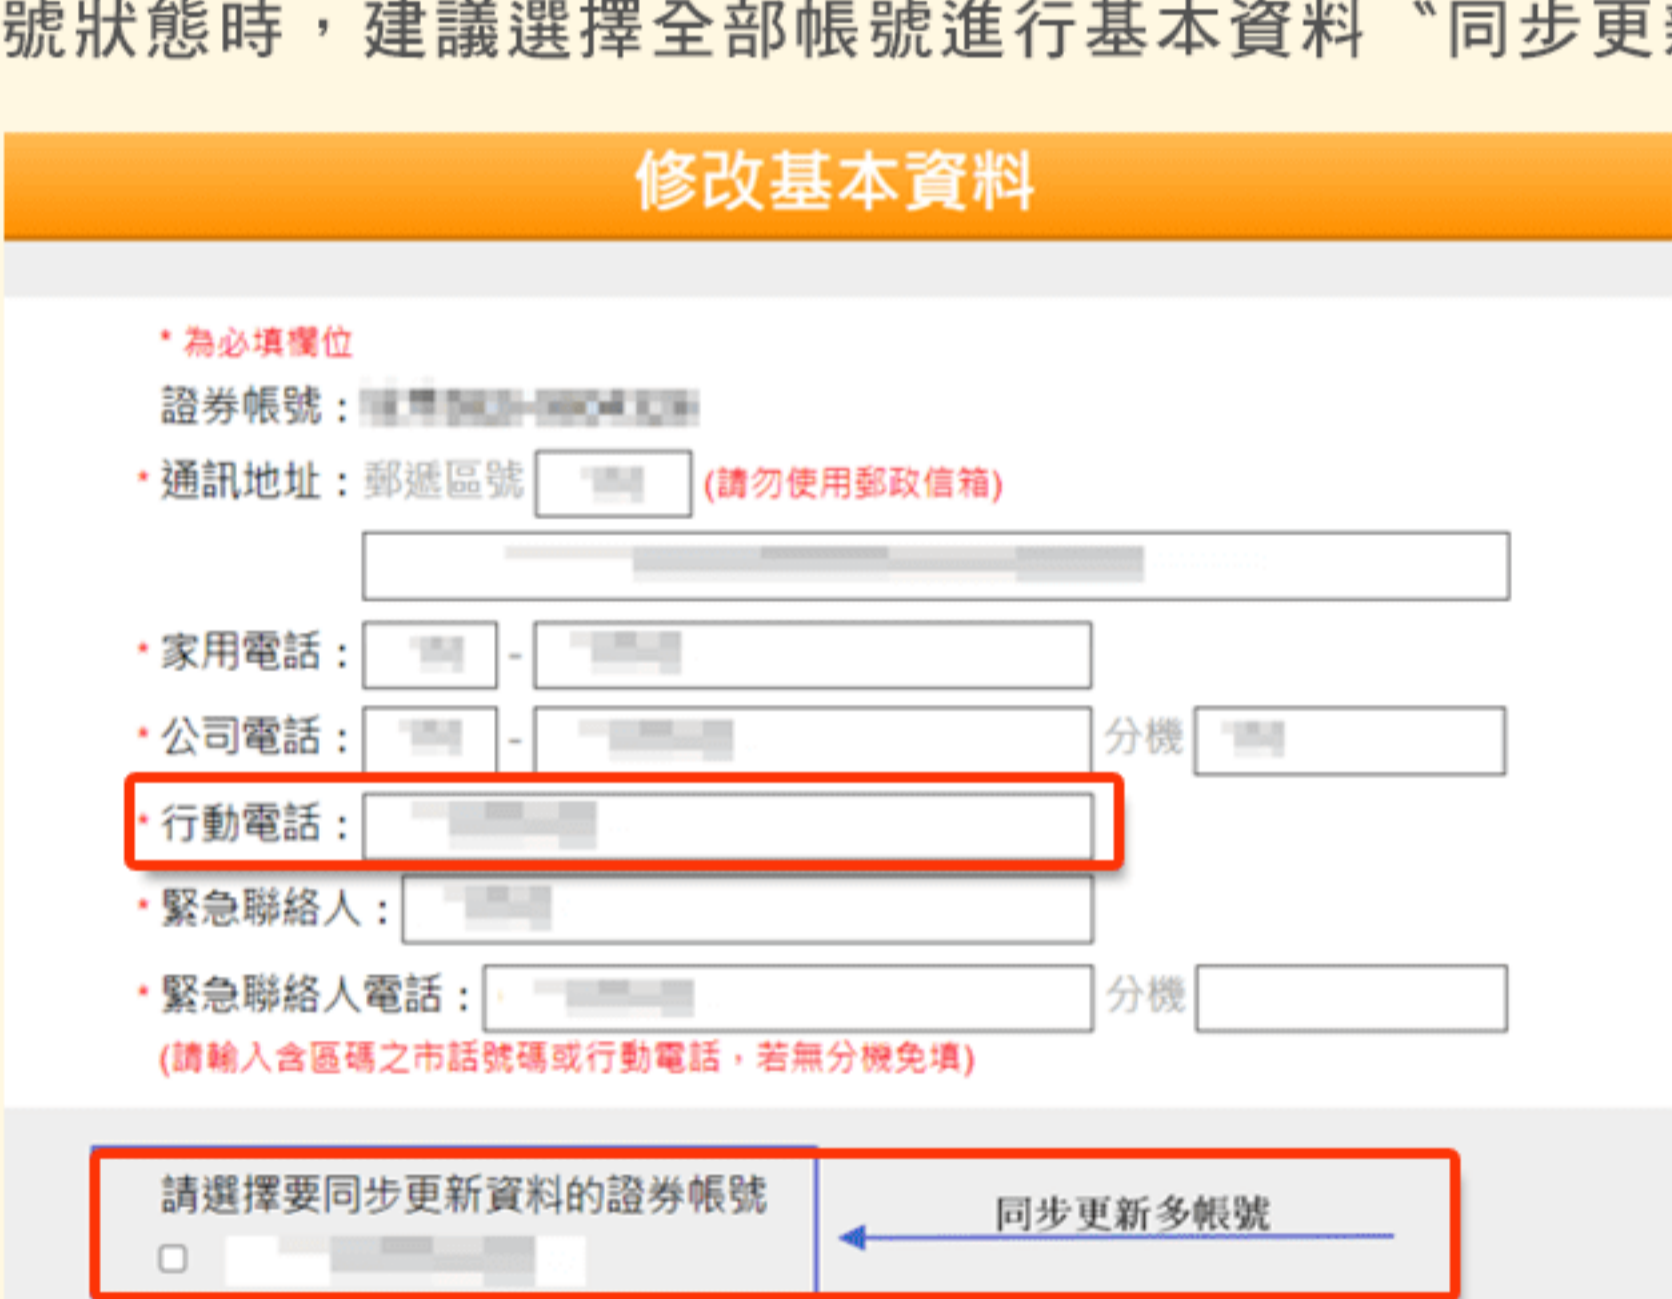 號狀態時，建議選擇全部帳號進行基本資料〝同步更
修改基本資料
* 為必填欄位
證券帳號：
* 通訊地址：郵遞區號 (請勿使用郵政信箱)
* 家用電話： -
* 公司電話： - 分機
* 行動電話：
* 緊急聯絡人：
* 緊急聯絡人電話： 分機
(請輸入含區碼之市話號碼或行動電話，若無分機免填)
請選擇要同步更新資料的證券帳號
同步更新多帳號